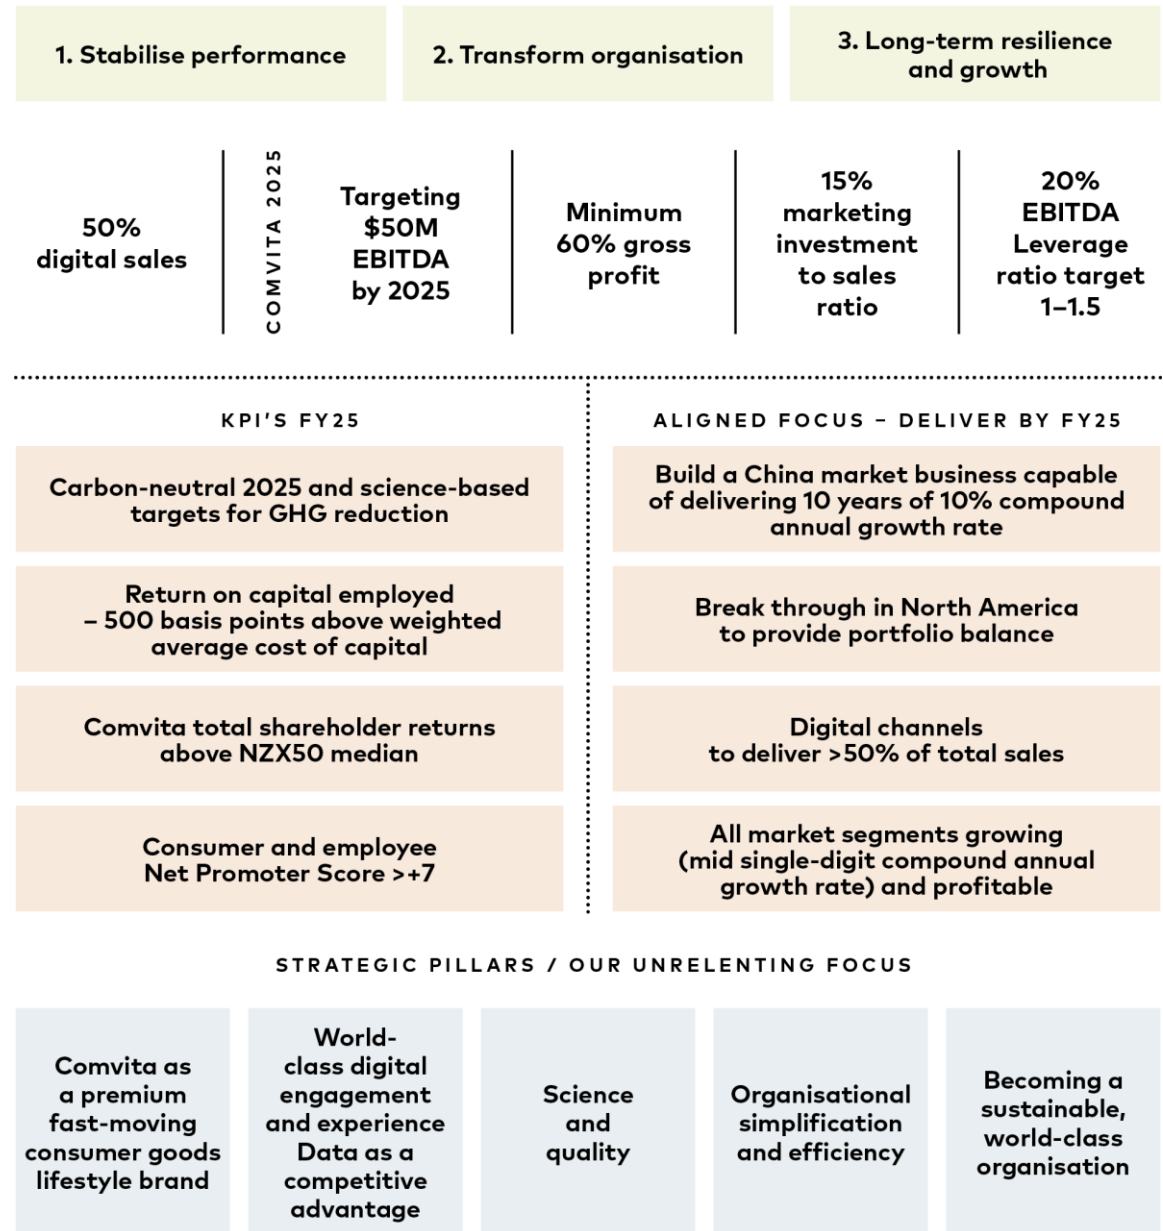 1. Stabilise performance
2. Transform organisation
3. Long-term resilience
and growth
50%
digital sales
COMVITA 2025
Targeting
$50M
EBITDA
by 2025
Minimum
60% gross
profit
15%
marketing
investment
to sales
ratio
20%
EBITDA
Leverage
ratio target
1–1.5
KPI'S FY25
Carbon-neutral 2025 and science-based
targets for GHG reduction
Return on capital employed
– 500 basis points above weighted
average cost of capital
Comvita total shareholder returns
above NZX50 median
Consumer and employee
Net Promoter Score >+7
ALIGNED FOCUS – DELIVER BY FY25
Build a China market business capable
of delivering 10 years of 10% compound
annual growth rate
Break through in North America
to provide portfolio balance
Digital channels
to deliver >50% of total sales
All market segments growing
(mid single-digit compound annual
growth rate) and profitable
STRATEGIC PILLARS / OUR UNRELENTING FOCUS
Comvita as
a premium
fast-moving
consumer goods
lifestyle brand
World-
class digital
engagement
and experience
Data as a
competitive
advantage
Science
and
quality
Organisational
simplification
and efficiency
Becoming a
sustainable,
world-class
organisation